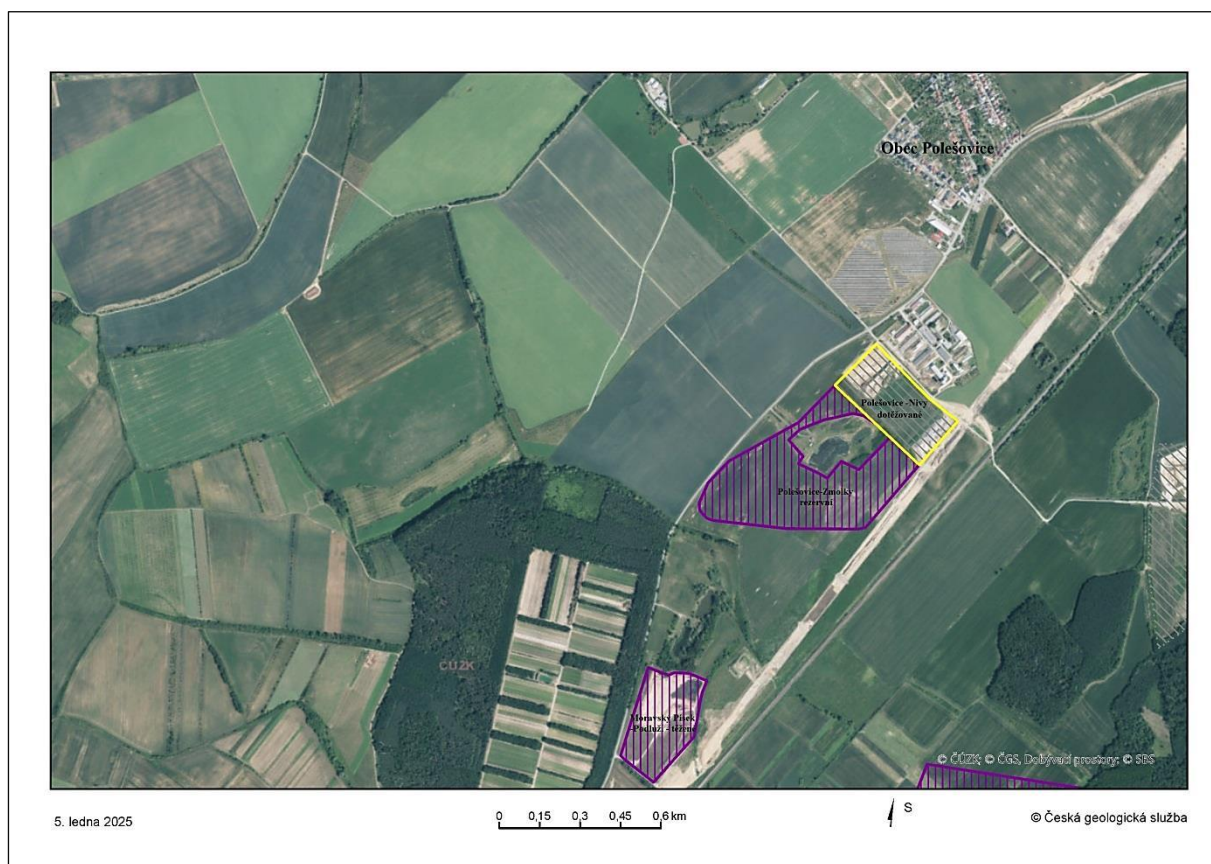 Obec Polešovice
Polešovice -Nivy
dotěžované
Polešovice-Zmolky
rezervní
ČÚZK
Moravský Písek
-Podluží - těžené
© ČÚZK; © ČGS, Dobývací prostory: © SBS
5. ledna 2025
0 0,15 0,3 0,45 0,6 km
S
© Česká geologická služba